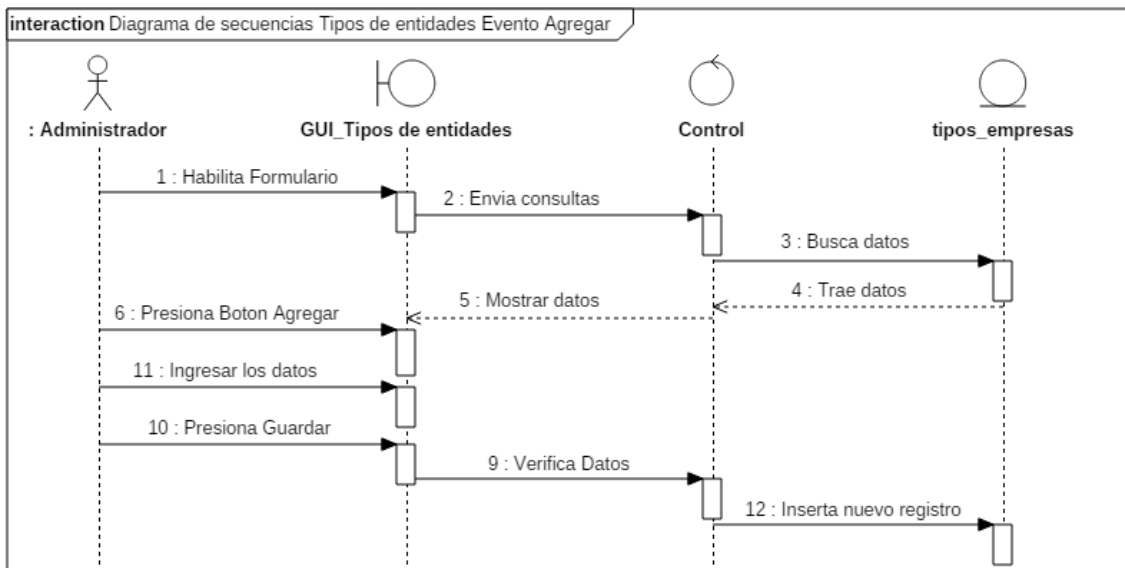 interaction Diagrama de secuencias Tipos de entidades Evento Agregar
: Administrador
GUI_Tipos de entidades
Control
tipos_empresas
1 : Habilita Formulario
2 : Envia consultas
3 : Busca datos
4 : Trae datos
5 : Mostrar datos
6 : Presiona Boton Agregar
11 : Ingresar los datos
10 : Presiona Guardar
9 : Verifica Datos
12 : Inserta nuevo registro